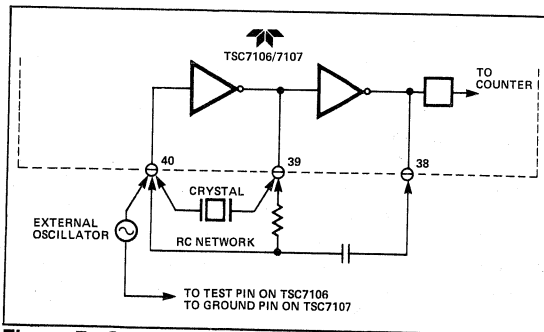 TSC7106/7107
TO
COUNTER
40
39
38
CRYSTAL
EXTERNAL
OSCILLATOR
RC NETWORK
TO TEST PIN ON TSC7106
TO GROUND PIN ON TSC7107